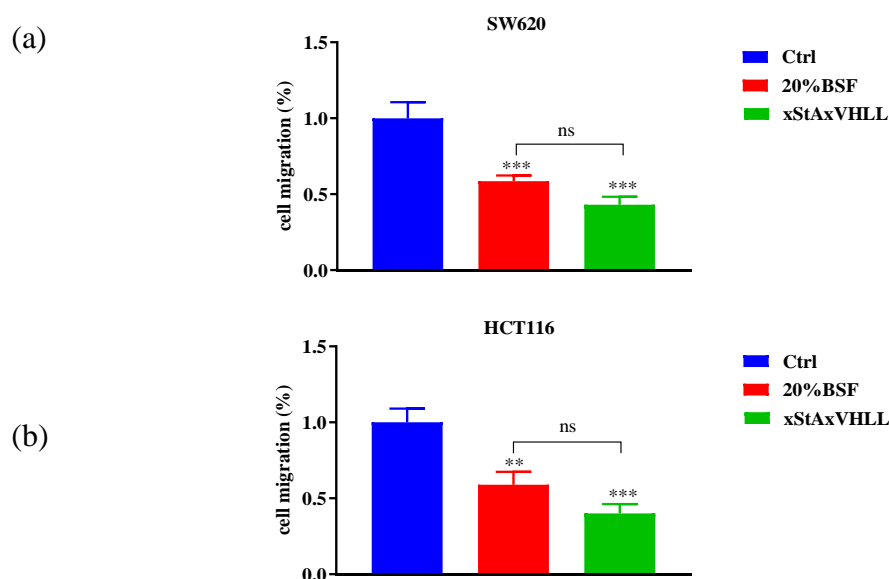 (a)
SW620
cell migration (%)
1.5
1.0
0.5
0.0
***
ns
***
Ctrl
20%BSF
xStAxVHLL
(b)
HCT116
cell migration (%)
1.5
1.0
0.5
0.0
**
ns
***
Ctrl
20%BSF
xStAxVHLL